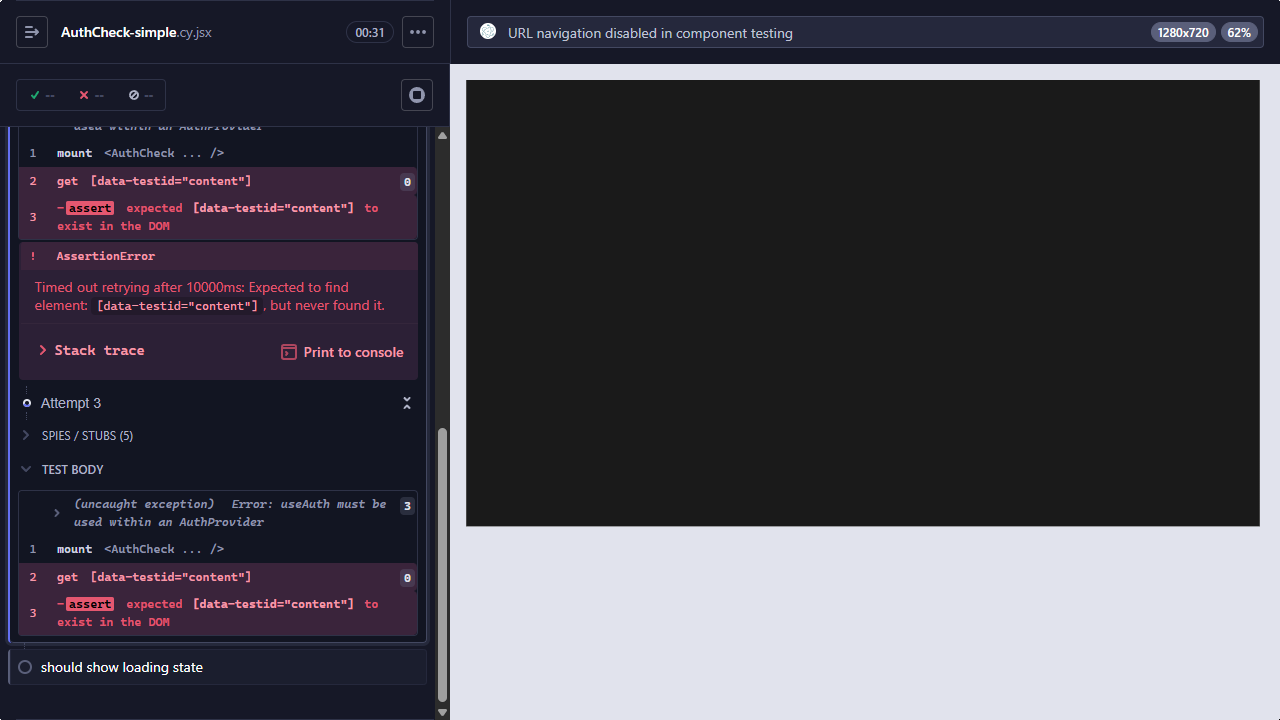 AuthCheck-simple.cy.jsx
00:31
--
--
--
used within an AuthProvider
1 mount <AuthCheck ... />
2 get [data-testid="content"] 0
3 -assert expected [data-testid="content"] to
exist in the DOM
! AssertionError
Timed out retrying after 10000ms: Expected to find
element: [data-testid="content"], but never found it.
Stack trace
Print to console
Attempt 3
SPIES / STUBS (5)
TEST BODY
(uncaught exception) Error: useAuth must be 3
used within an AuthProvider
1 mount <AuthCheck ... />
2 get [data-testid="content"] 0
3 -assert expected [data-testid="content"] to
exist in the DOM
should show loading state
URL navigation disabled in component testing
1280x720
62%